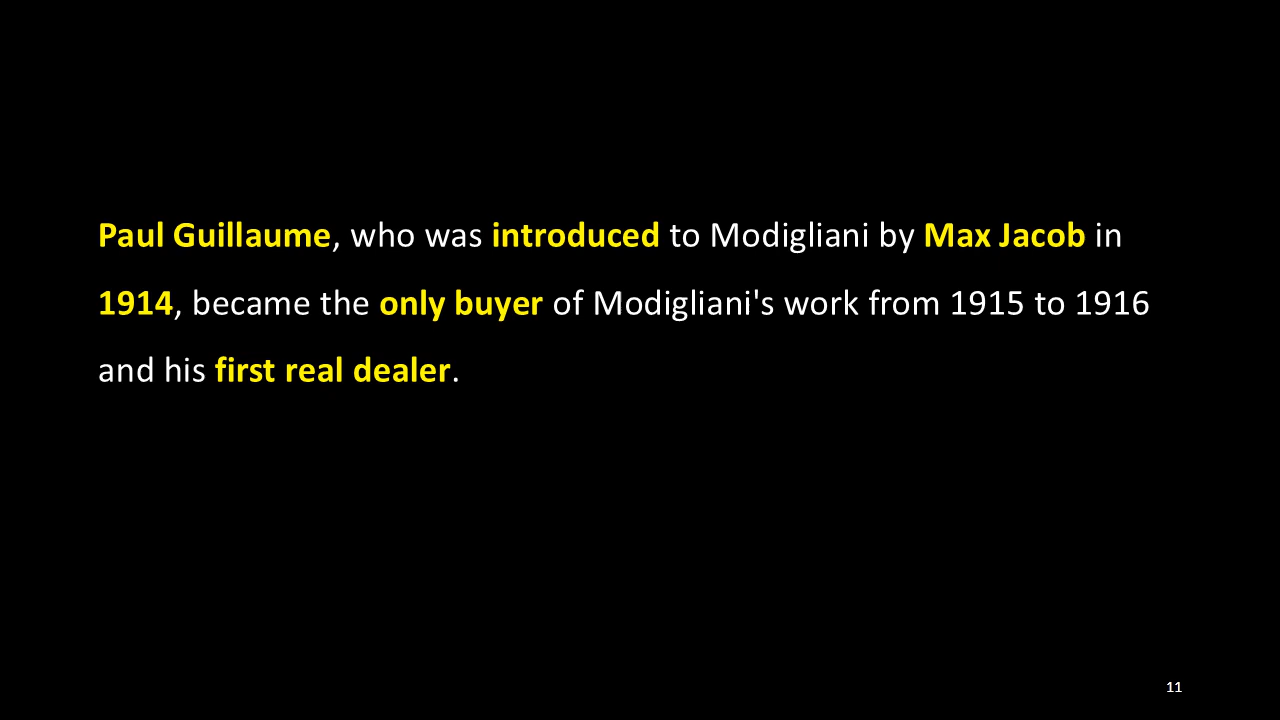 Paul Guillaume, who was introduced to Modigliani by Max Jacob in
1914, became the only buyer of Modigliani's work from 1915 to 1916
and his first real dealer.
11